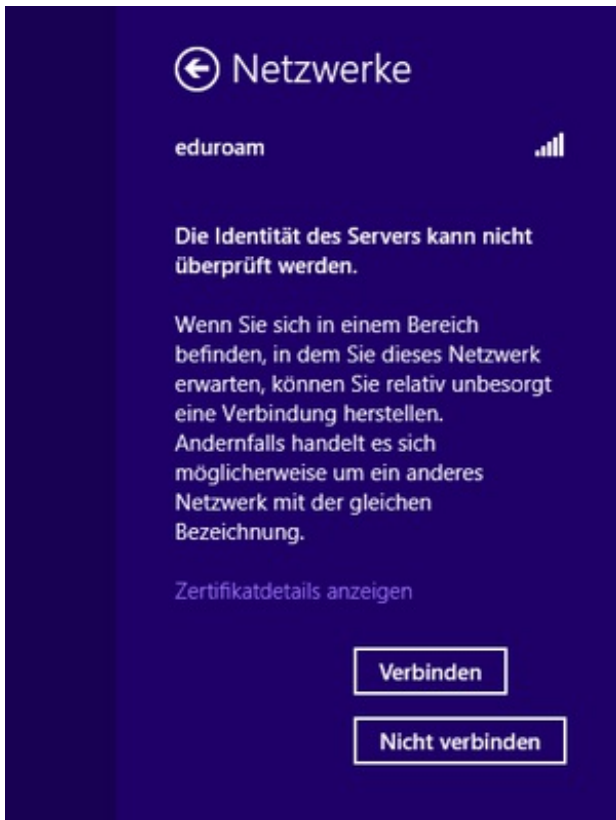 Netzwerke
eduroam
Die Identität des Servers kann nicht
überprüft werden.
Wenn Sie sich in einem Bereich
befinden, in dem Sie dieses Netzwerk
erwarten, können Sie relativ unbesorgt
eine Verbindung herstellen.
Andernfalls handelt es sich
möglicherweise um ein anderes
Netzwerk mit der gleichen
Bezeichnung.
Zertifikatdetails anzeigen
Verbinden
Nicht verbinden